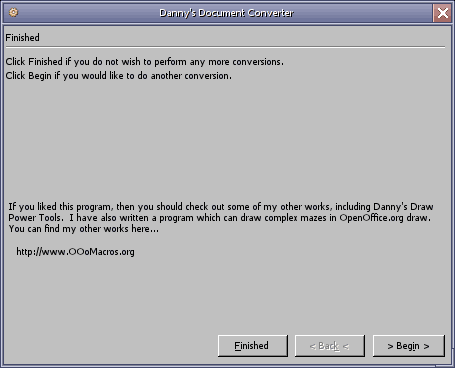 Danny's Document Converter
Finished
Click Finished if you do not wish to perform any more conversions.
Click Begin if you would like to do another conversion.
If you liked this program, then you should check out some of my other works, including Danny's Draw
Power Tools.  I have also written a program which can draw complex mazes in OpenOffice.org draw.
You can find my other works here...
http://www.OOoMacros.org
Finished
< Back <
> Begin >